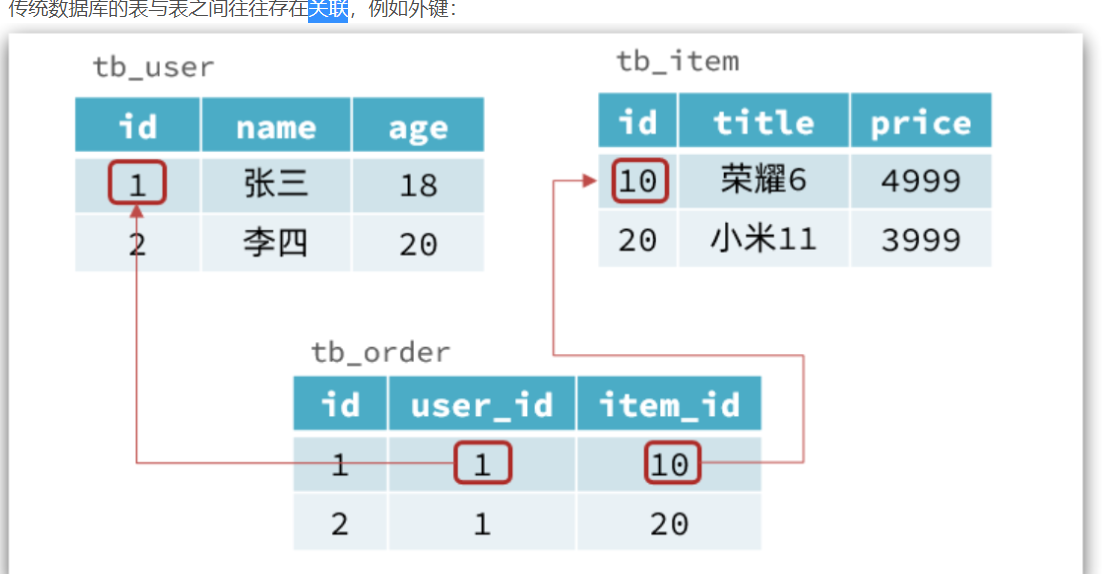 传统数据库的表与表之间往往存在关联，例如外键：
tb_user
id name age
1 张三 18
2 李四 20
tb_item
id title price
10 荣耀6 4999
20 小米11 3999
tb_order
id user_id item_id
1 1 10
2 1 20